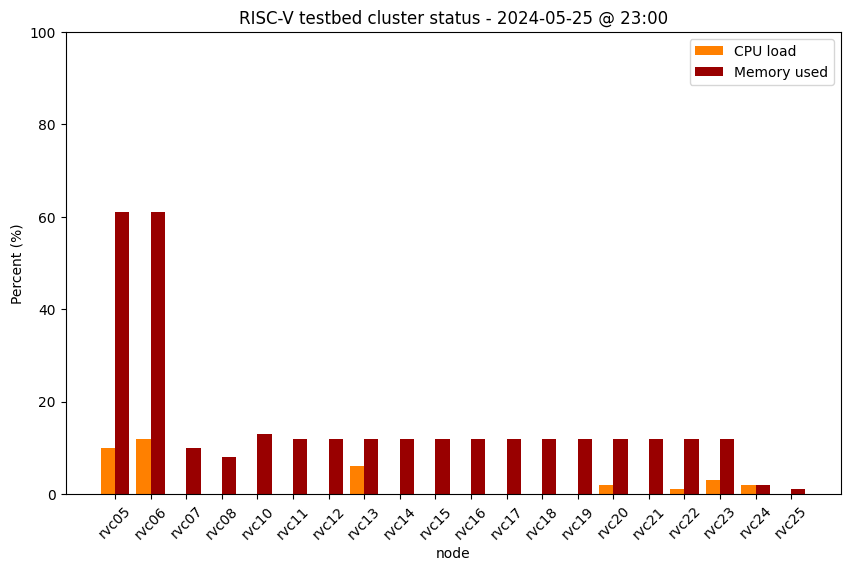 RISC-V testbed cluster status - 2024-05-25 @ 23:00
CPU load
Memory used
Percent (%)
100
80
60
40
20
0
rvc05
rvc06
rvc07
rvc08
rvc10
rvc11
rvc12
rvc13
rvc14
rvc15
rvc16
rvc17
rvc18
rvc19
rvc20
rvc21
rvc22
rvc23
rvc24
rvc25
node